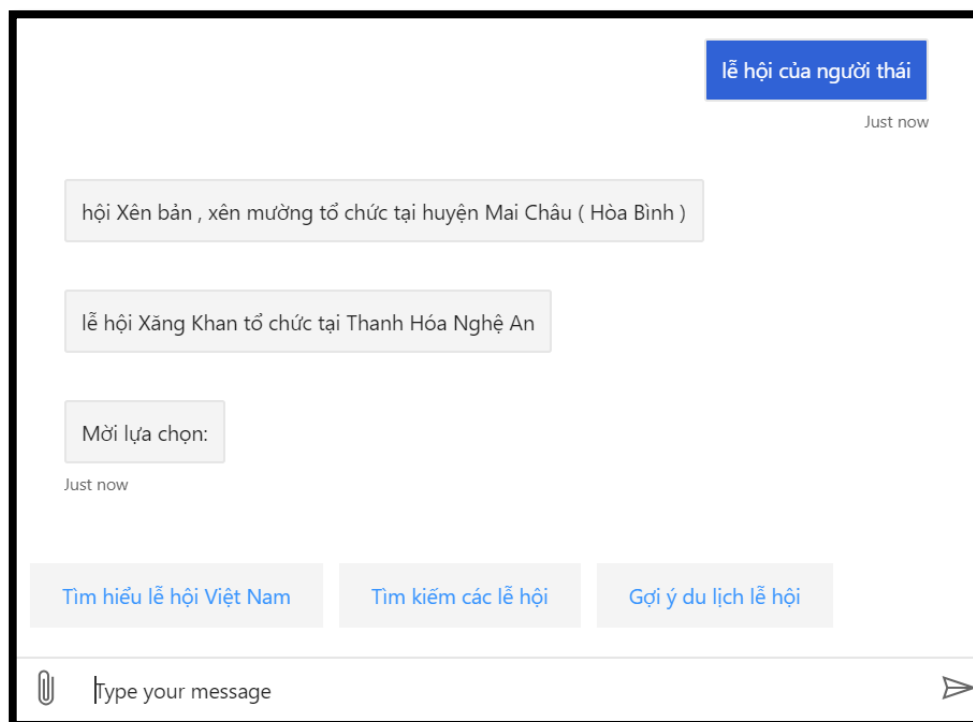 lễ hội của người thái
Just now
hội Xên bản , xên mường tổ chức tại huyện Mai Châu ( Hòa Bình )
lễ hội Xăng Khan tổ chức tại Thanh Hóa Nghệ An
Mời lựa chọn:
Just now
Tìm hiểu lễ hội Việt Nam
Tìm kiếm các lễ hội
Gợi ý du lịch lễ hội
Type your message